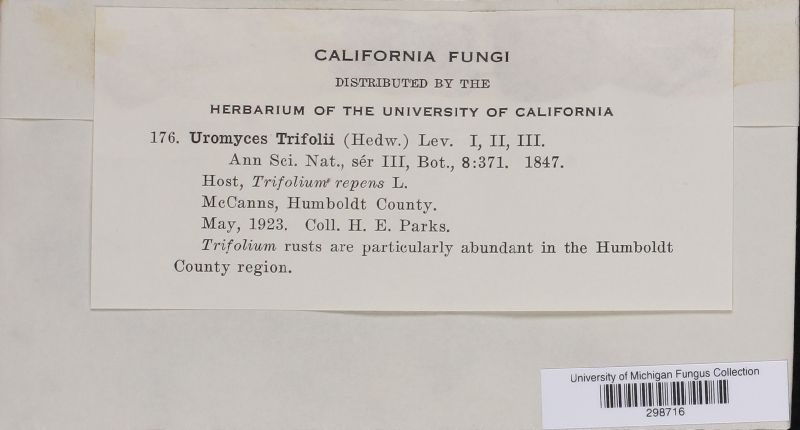 CALIFORNIA FUNGI
DISTRIBUTED BY THE
HERBARIUM OF THE UNIVERSITY OF CALIFORNIA
176. Uromyces Trifolii (Hedw.) Lev. I, II, III.
Ann Sci. Nat., sér III, Bot., 8:371. 1847.
Host, Trifolium repens L.
McCanns, Humboldt County.
May, 1923. Coll. H. E. Parks.
Trifolium rusts are particularly abundant in the Humboldt
County region.
University of Michigan Fungus Collection
298716